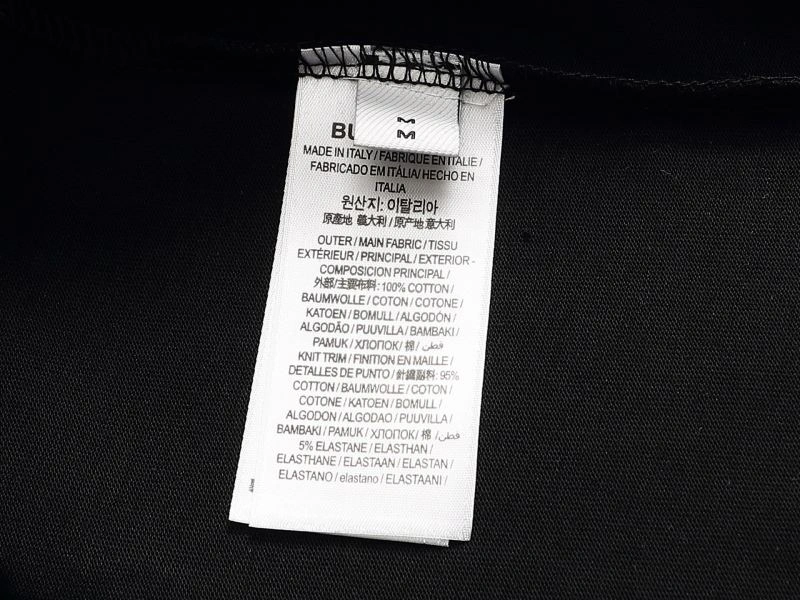 M
M
BU
MADE IN ITALY / FABRIQUE EN ITALIE /
FABRICADO EM ITÁLIA/ HECHO EN
ITALIA
원산지: 이탈리아
原產地 義大利 / 原产地 意大利
OUTER / MAIN FABRIC / TISSU
EXTÉRIEUR / PRINCIPAL / EXTERIOR -
COMPOSICION PRINCIPAL /
外部/主要布料: 100% COTTON /
BAUMWOLLE / COTON / COTONE /
KATOEN / BOMULL / ALGODÓN /
ALGODÃO / PUUVILLA / BAMBAKI /
PAMUK / ХЛОПОК / 棉 / قطن
KNIT TRIM / FINITION EN MAILLE /
DETALLES DE PUNTO / 針織副料: 95%
COTTON / BAUMWOLLE / COTON /
COTONE / KATOEN / BOMULL /
ALGODON / ALGODAO / PUUVILLA /
BAMBAKI / PAMUK / ХЛОПОК / 棉 / قطن
5% ELASTANE / ELASTHAN /
ELASTHANE / ELASTAAN / ELASTAN /
ELASTANO / elastano / ELASTAANI /